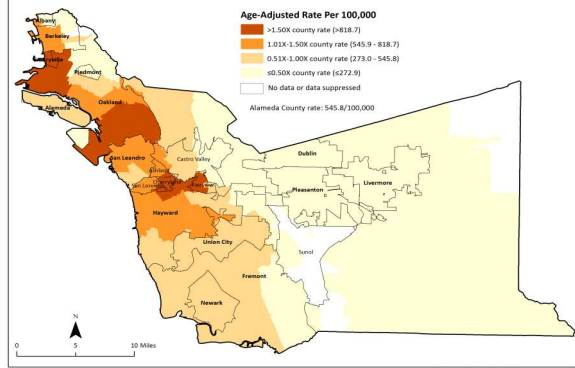 Age-Adjusted Rate Per 100,000
>1.50X county rate (>818.7)
1.01X-1.50X county rate (545.9 - 818.7)
0.51X-1.00X county rate (273.0 - 545.8)
≤0.50X county rate (≤272.9)
No data or data suppressed
Alameda County rate: 545.8/100,000
Albany
Berkeley
Piedmont
Alameda
Oakland
San Leandro
Castro Valley
Dublin
Pleasanton
Livermore
San Lorenzo
Fairview
Hayward
Union City
Sunol
Fremont
Newark
N
0 5 10 Miles